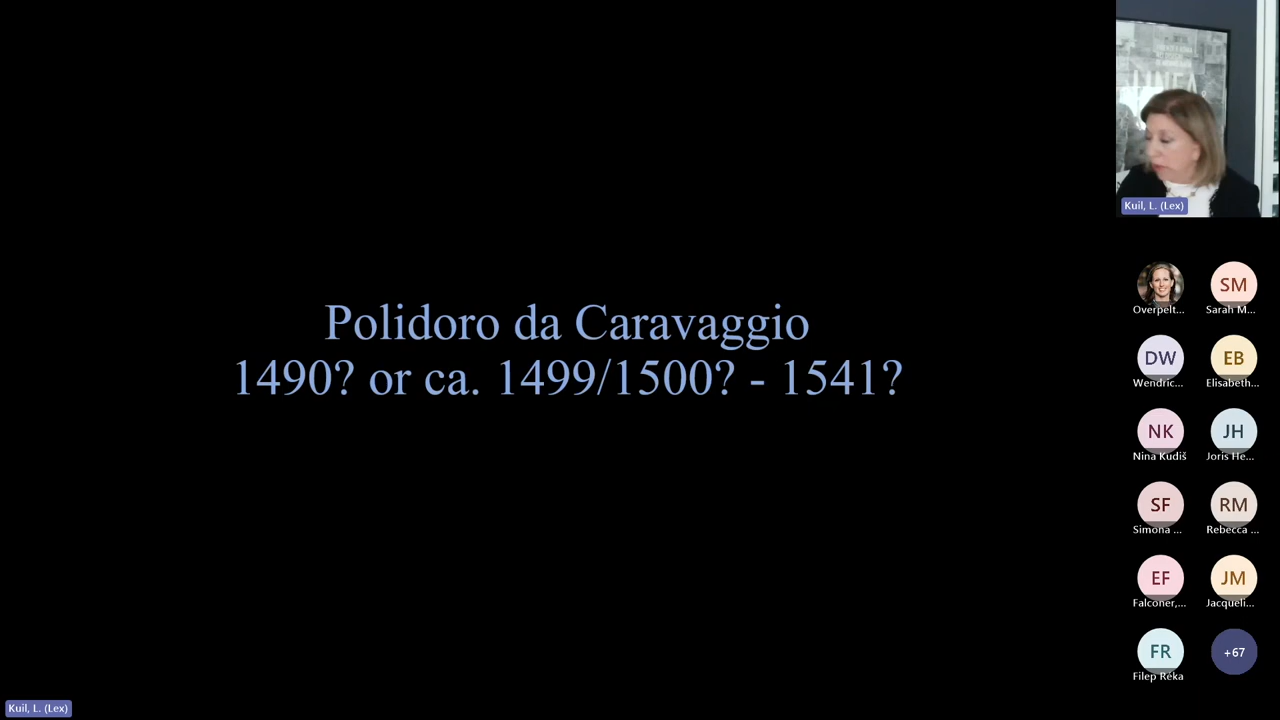 Polidoro da Caravaggio
1490? or ca. 1499/1500? - 1541?
Kuil, L. (Lex)
Overpelt...
SM
Sarah M...
DW
Wendric...
EB
Elisabeth...
NK
Nina Kudiš
JH
Joris He...
SF
Simona ...
RM
Rebecca ...
EF
Falconer,...
JM
Jacqueli...
FR
Filep Réka
+67
Kuil, L. (Lex)